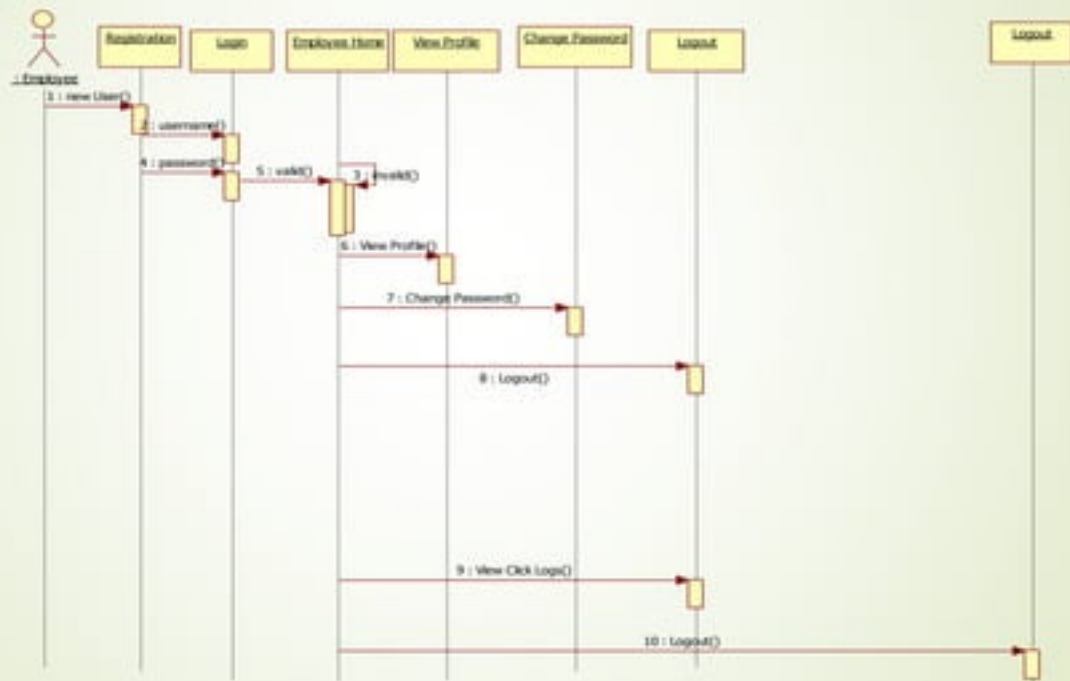 : Employee
Registration
Login
Employee Home
View Profile
Change Password
Logout
Logout
1 : new User()
2 : username()
4 : password()
5 : valid()
3 : invalid()
6 : View Profile()
7 : Change Password()
8 : Logout()
9 : View Click Logs()
10 : Logout()